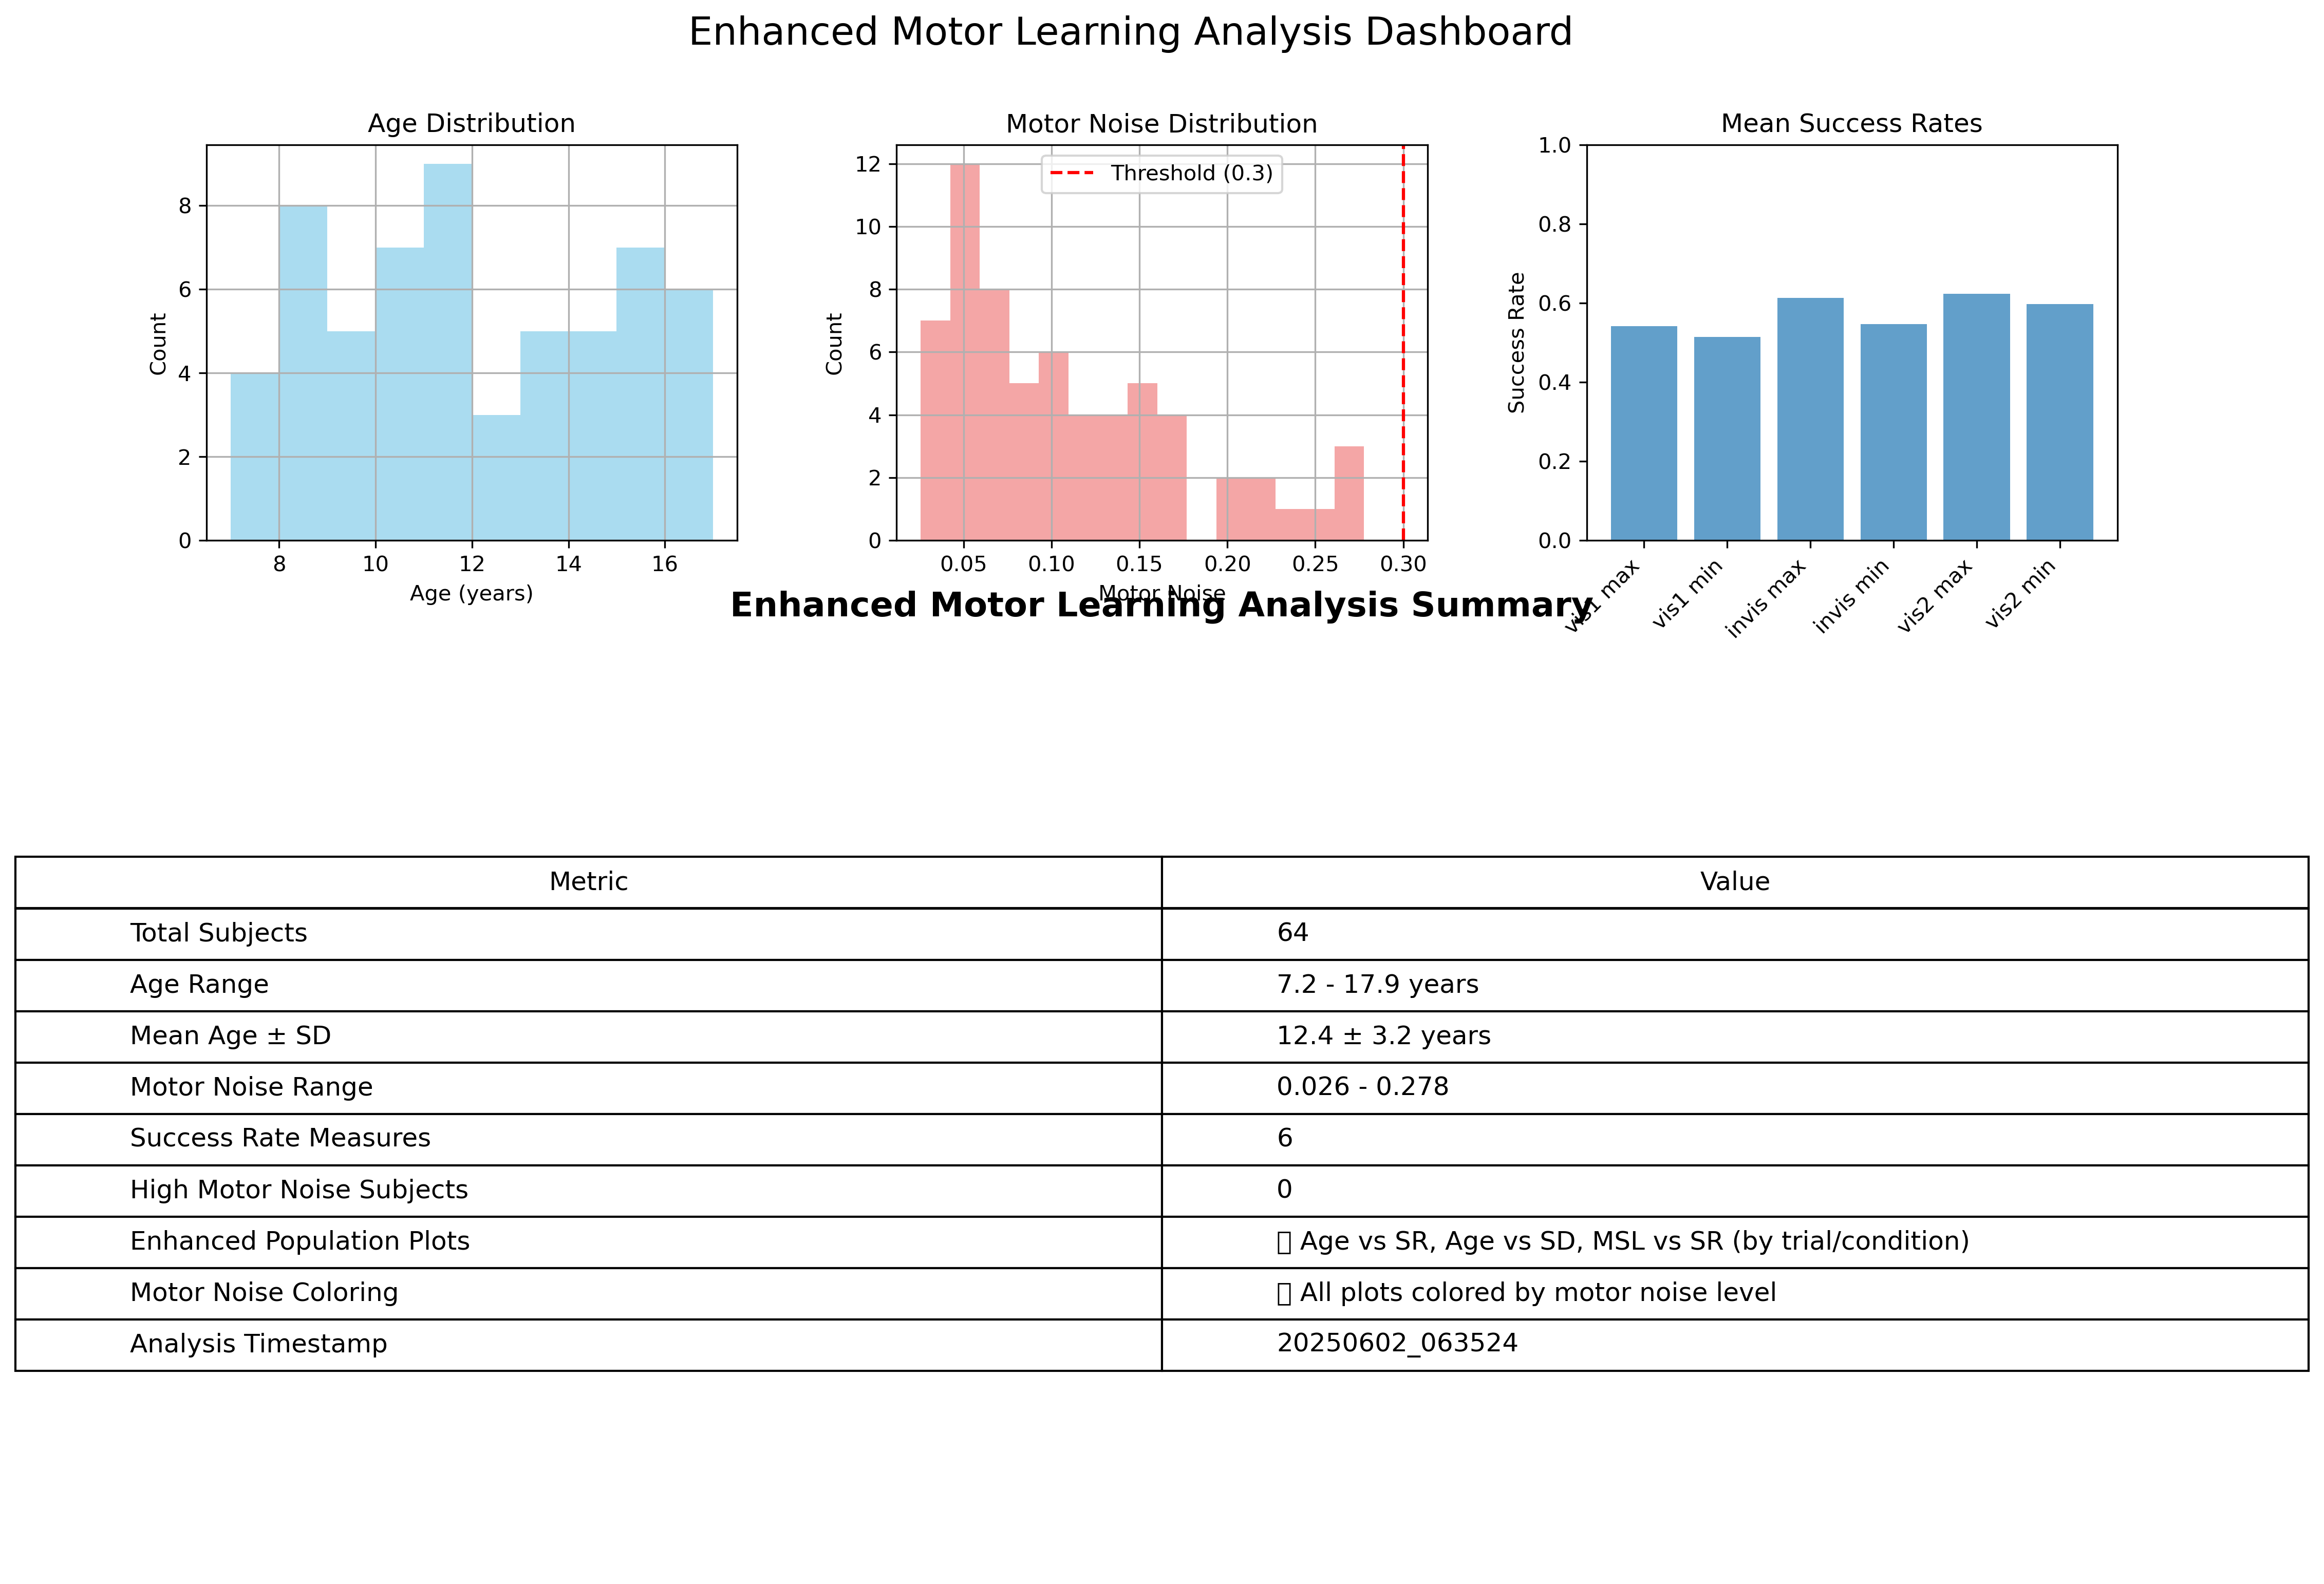 Enhanced Motor Learning Analysis Dashboard
Age Distribution
Count
8
6
4
2
0
8 10 12 14 16
Age (years)
Motor Noise Distribution
Threshold (0.3)
Count
12
10
8
6
4
2
0
0.05 0.10 0.15 0.20 0.25 0.30
Motor Noise
Mean Success Rates
Success Rate
1.0
0.8
0.6
0.4
0.2
0.0
vis1 max
vis1 min
invis max
invis min
vis2 max
vis2 min
Enhanced Motor Learning Analysis Summary
Metric Value
Total Subjects 64
Age Range 7.2 - 17.9 years
Mean Age ± SD 12.4 ± 3.2 years
Motor Noise Range 0.026 - 0.278
Success Rate Measures 6
High Motor Noise Subjects 0
Enhanced Population Plots ▯ Age vs SR, Age vs SD, MSL vs SR (by trial/condition)
Motor Noise Coloring ▯ All plots colored by motor noise level
Analysis Timestamp 20250602_063524